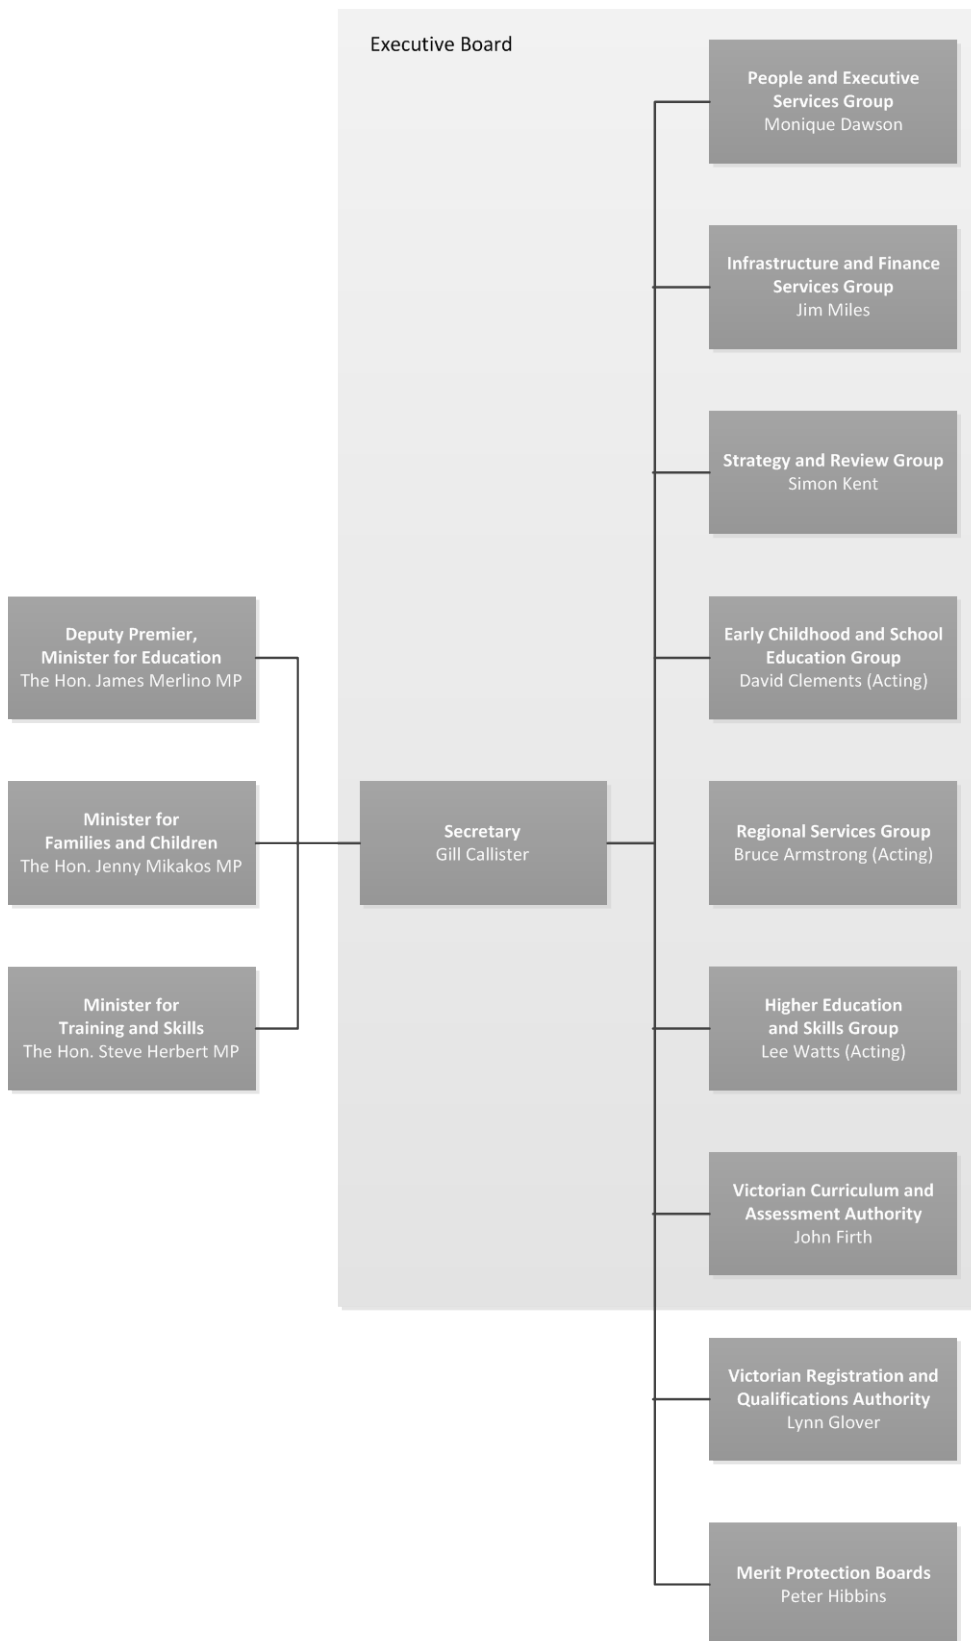 Executive Board
People and Executive
Services Group
Monique Dawson
Infrastructure and Finance
Services Group
Jim Miles
Strategy and Review Group
Simon Kent
Deputy Premier,
Minister for Education
The Hon. James Merlino MP
Early Childhood and School
Education Group
David Clements (Acting)
Minister for
Families and Children
The Hon. Jenny Mikakos MP
Secretary
Gill Callister
Regional Services Group
Bruce Armstrong (Acting)
Minister for
Training and Skills
The Hon. Steve Herbert MP
Higher Education
and Skills Group
Lee Watts (Acting)
Victorian Curriculum and
Assessment Authority
John Firth
Victorian Registration and
Qualifications Authority
Lynn Glover
Merit Protection Boards
Peter Hibbins